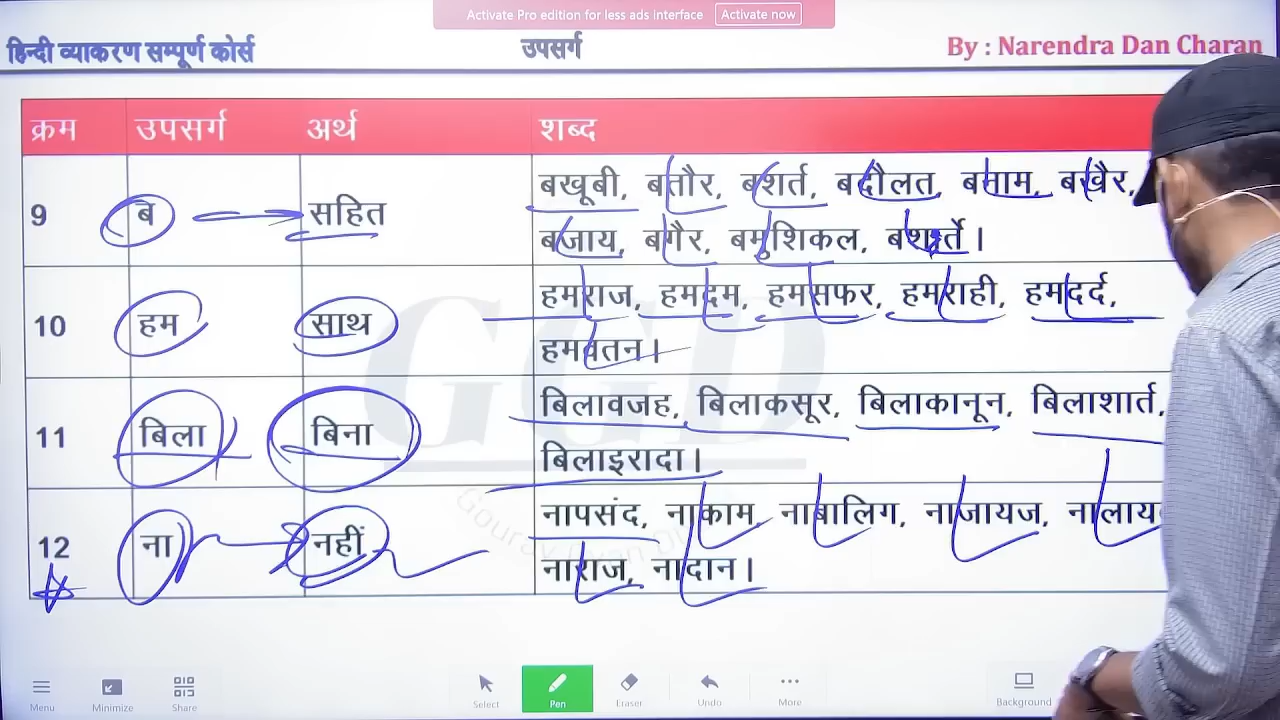 Activate Pro edition for less ads interface Activate now
हिन्दी व्याकरण सम्पूर्ण कोर्स उपसर्ग By : Narendra Dan Charan
क्रम उपसर्ग अर्थ शब्द
9 ब सहित बखूबी, बतौर, बशर्त, बदौलत, बनाम, बखैर,
बजाय, बगैर, बमुशिकल, बशर्ते।
10 हम साथ हमराज, हमदम, हमसफर, हमराही, हमदर्द,
हमवतन।
11 बिला बिना बिलावजह, बिलाकसूर, बिलाकानून, बिलाशर्त,
बिलाइरादा।
12 ना नहीं नापसंद, नाकाम, नाबालिग, नाजायज, नालाय
नाराज, नादान।
GGD
Menu Minimize Share Select Pen Eraser Undo More Background